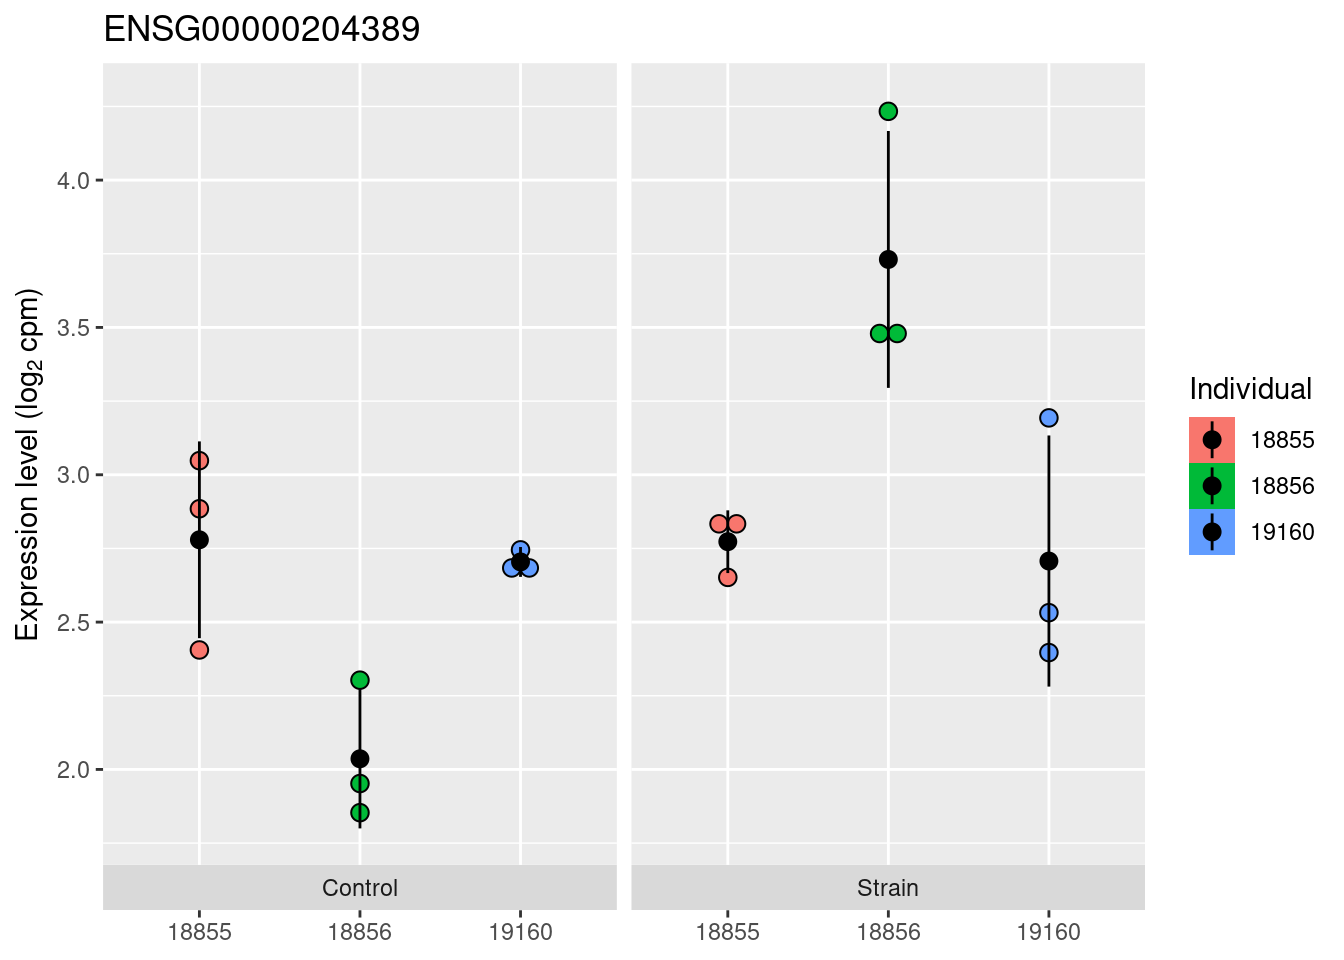 ENSG00000204389
Expression level (log₂ cpm)
4.0
3.5
3.0
2.5
2.0
Control
Strain
18855
18856
19160
18855
18856
19160
Individual
18855
18856
19160